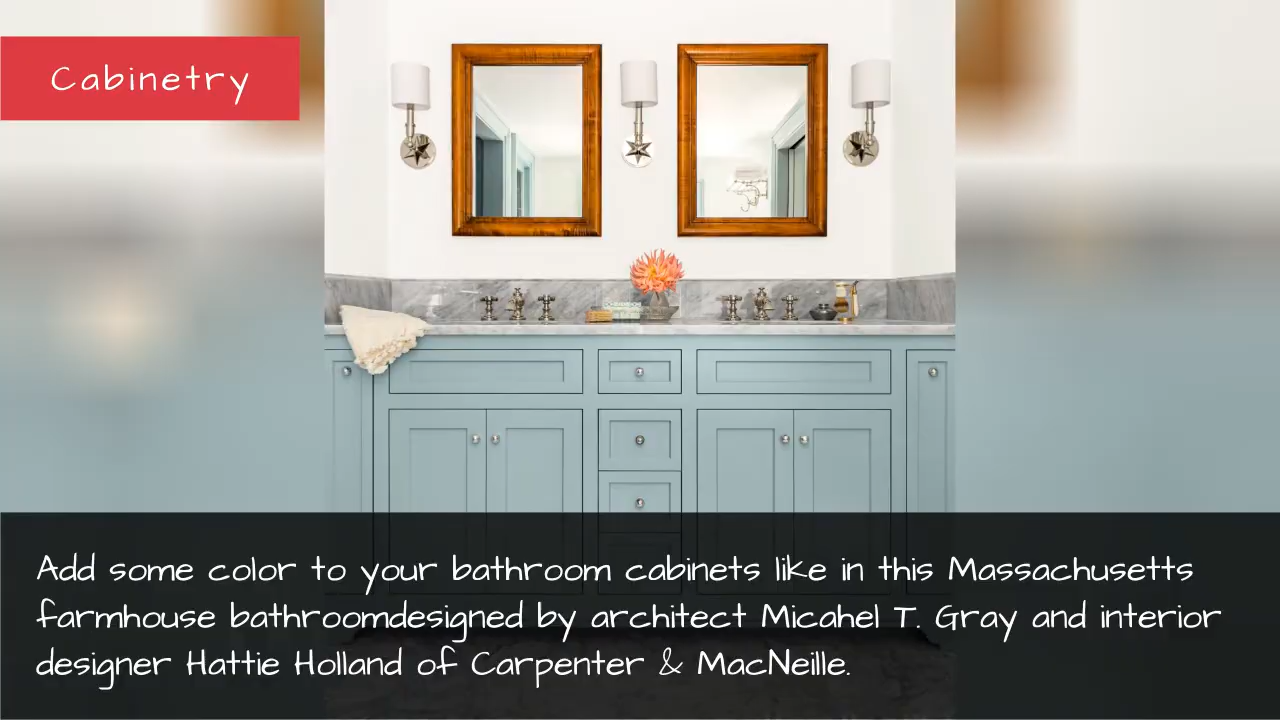 Cabinetry
Add some color to your bathroom cabinets like in this Massachusetts
farmhouse bathroomdesigned by architect Micahel T. Gray and interior
designer Hattie Holland of Carpenter & MacNeille.